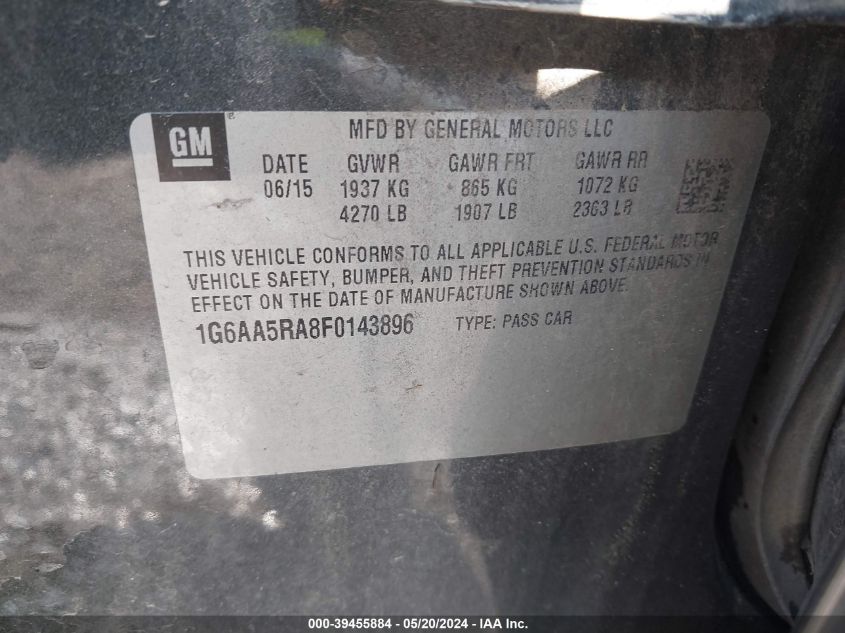 GM
MFD BY GENERAL MOTORS LLC
DATE GVWR GAWR FRT GAWR RR
06/15 1937 KG 865 KG 1072 KG
4270 LB 1907 LB 2363 LB
THIS VEHICLE CONFORMS TO ALL APPLICABLE U.S. FEDERAL MOTOR
VEHICLE SAFETY, BUMPER, AND THEFT PREVENTION STANDARDS IN
EFFECT ON THE DATE OF MANUFACTURE SHOWN ABOVE.
1G6AA5RA8F0143896 TYPE: PASS CAR
000-39455884 - 05/20/2024 - IAA Inc.